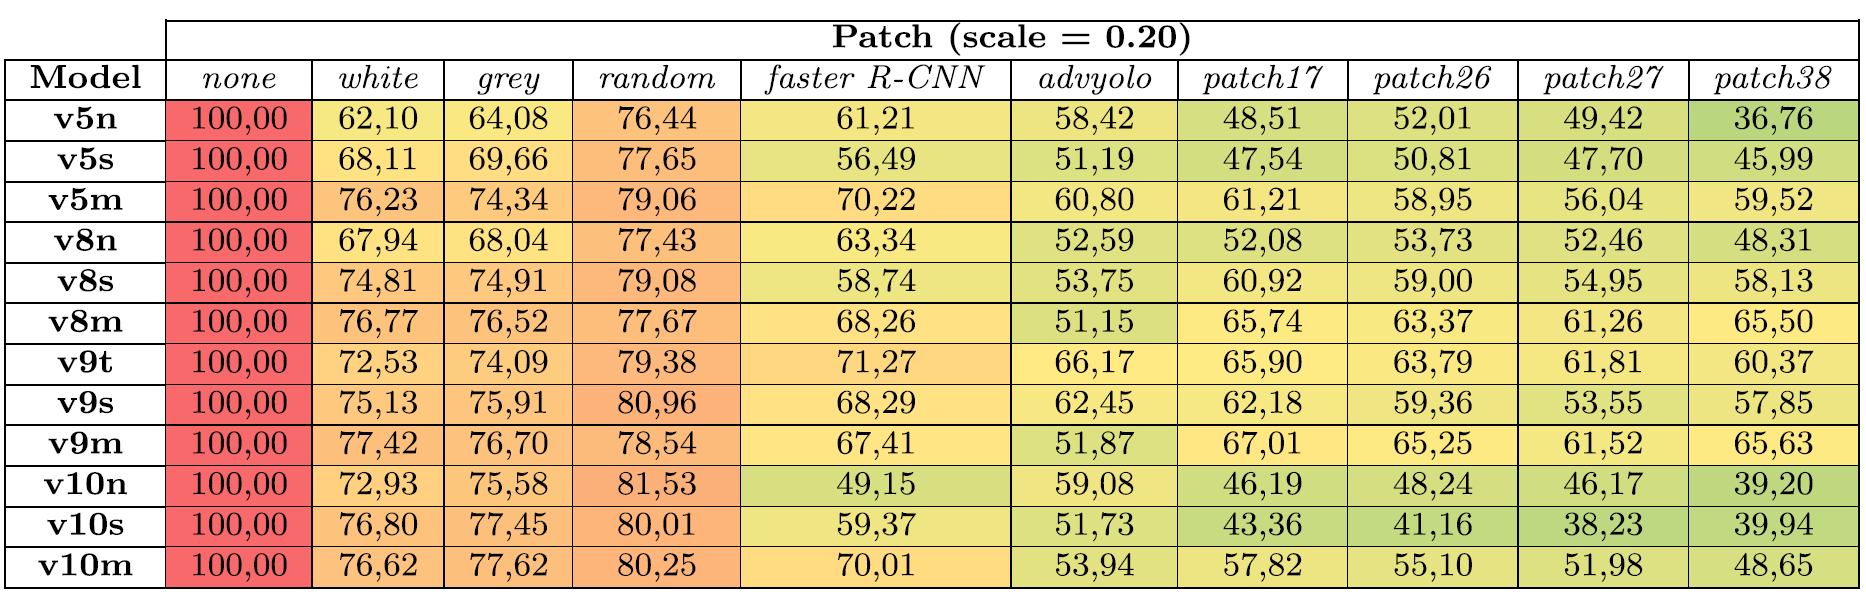 Patch (scale = 0.20)
Model none white grey random faster R-CNN advyolo patch17 patch26 patch27 patch38
v5n 100,00 62,10 64,08 76,44 61,21 58,42 48,51 52,01 49,42 36,76
v5s 100,00 68,11 69,66 77,65 56,49 51,19 47,54 50,81 47,70 45,99
v5m 100,00 76,23 74,34 79,06 70,22 60,80 61,21 58,95 56,04 59,52
v8n 100,00 67,94 68,04 77,43 63,34 52,59 52,08 53,73 52,46 48,31
v8s 100,00 74,81 74,91 79,08 58,74 53,75 60,92 59,00 54,95 58,13
v8m 100,00 76,77 76,52 77,67 68,26 51,15 65,74 63,37 61,26 65,50
v9t 100,00 72,53 74,09 79,38 71,27 66,17 65,90 63,79 61,81 60,37
v9s 100,00 75,13 75,91 80,96 68,29 62,45 62,18 59,36 53,55 57,85
v9m 100,00 77,42 76,70 78,54 67,41 51,87 67,01 65,25 61,52 65,63
v10n 100,00 72,93 75,58 81,53 49,15 59,08 46,19 48,24 46,17 39,20
v10s 100,00 76,80 77,45 80,01 59,37 51,73 43,36 41,16 38,23 39,94
v10m 100,00 76,62 77,62 80,25 70,01 53,94 57,82 55,10 51,98 48,65